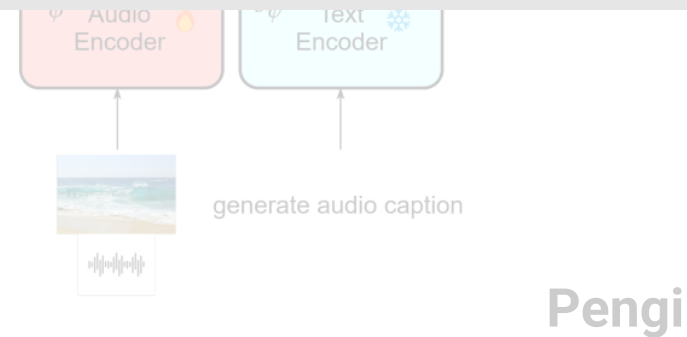 Audio
Encoder
Text
Encoder
generate audio caption
Pengi